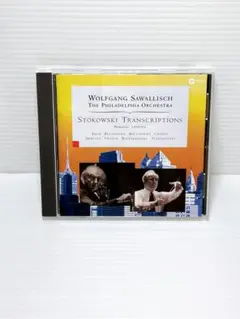 WOLFGANG SAWALLISCH
THE PHILADELPHIA ORCHESTRA
STOKOWSKI TRANSCRIPTIONS
BACH BEETHOVEN BOCCHERINI CHOPIN
DEBUSSY FRANCK RACHMANINOV TCHAIKOVSKY